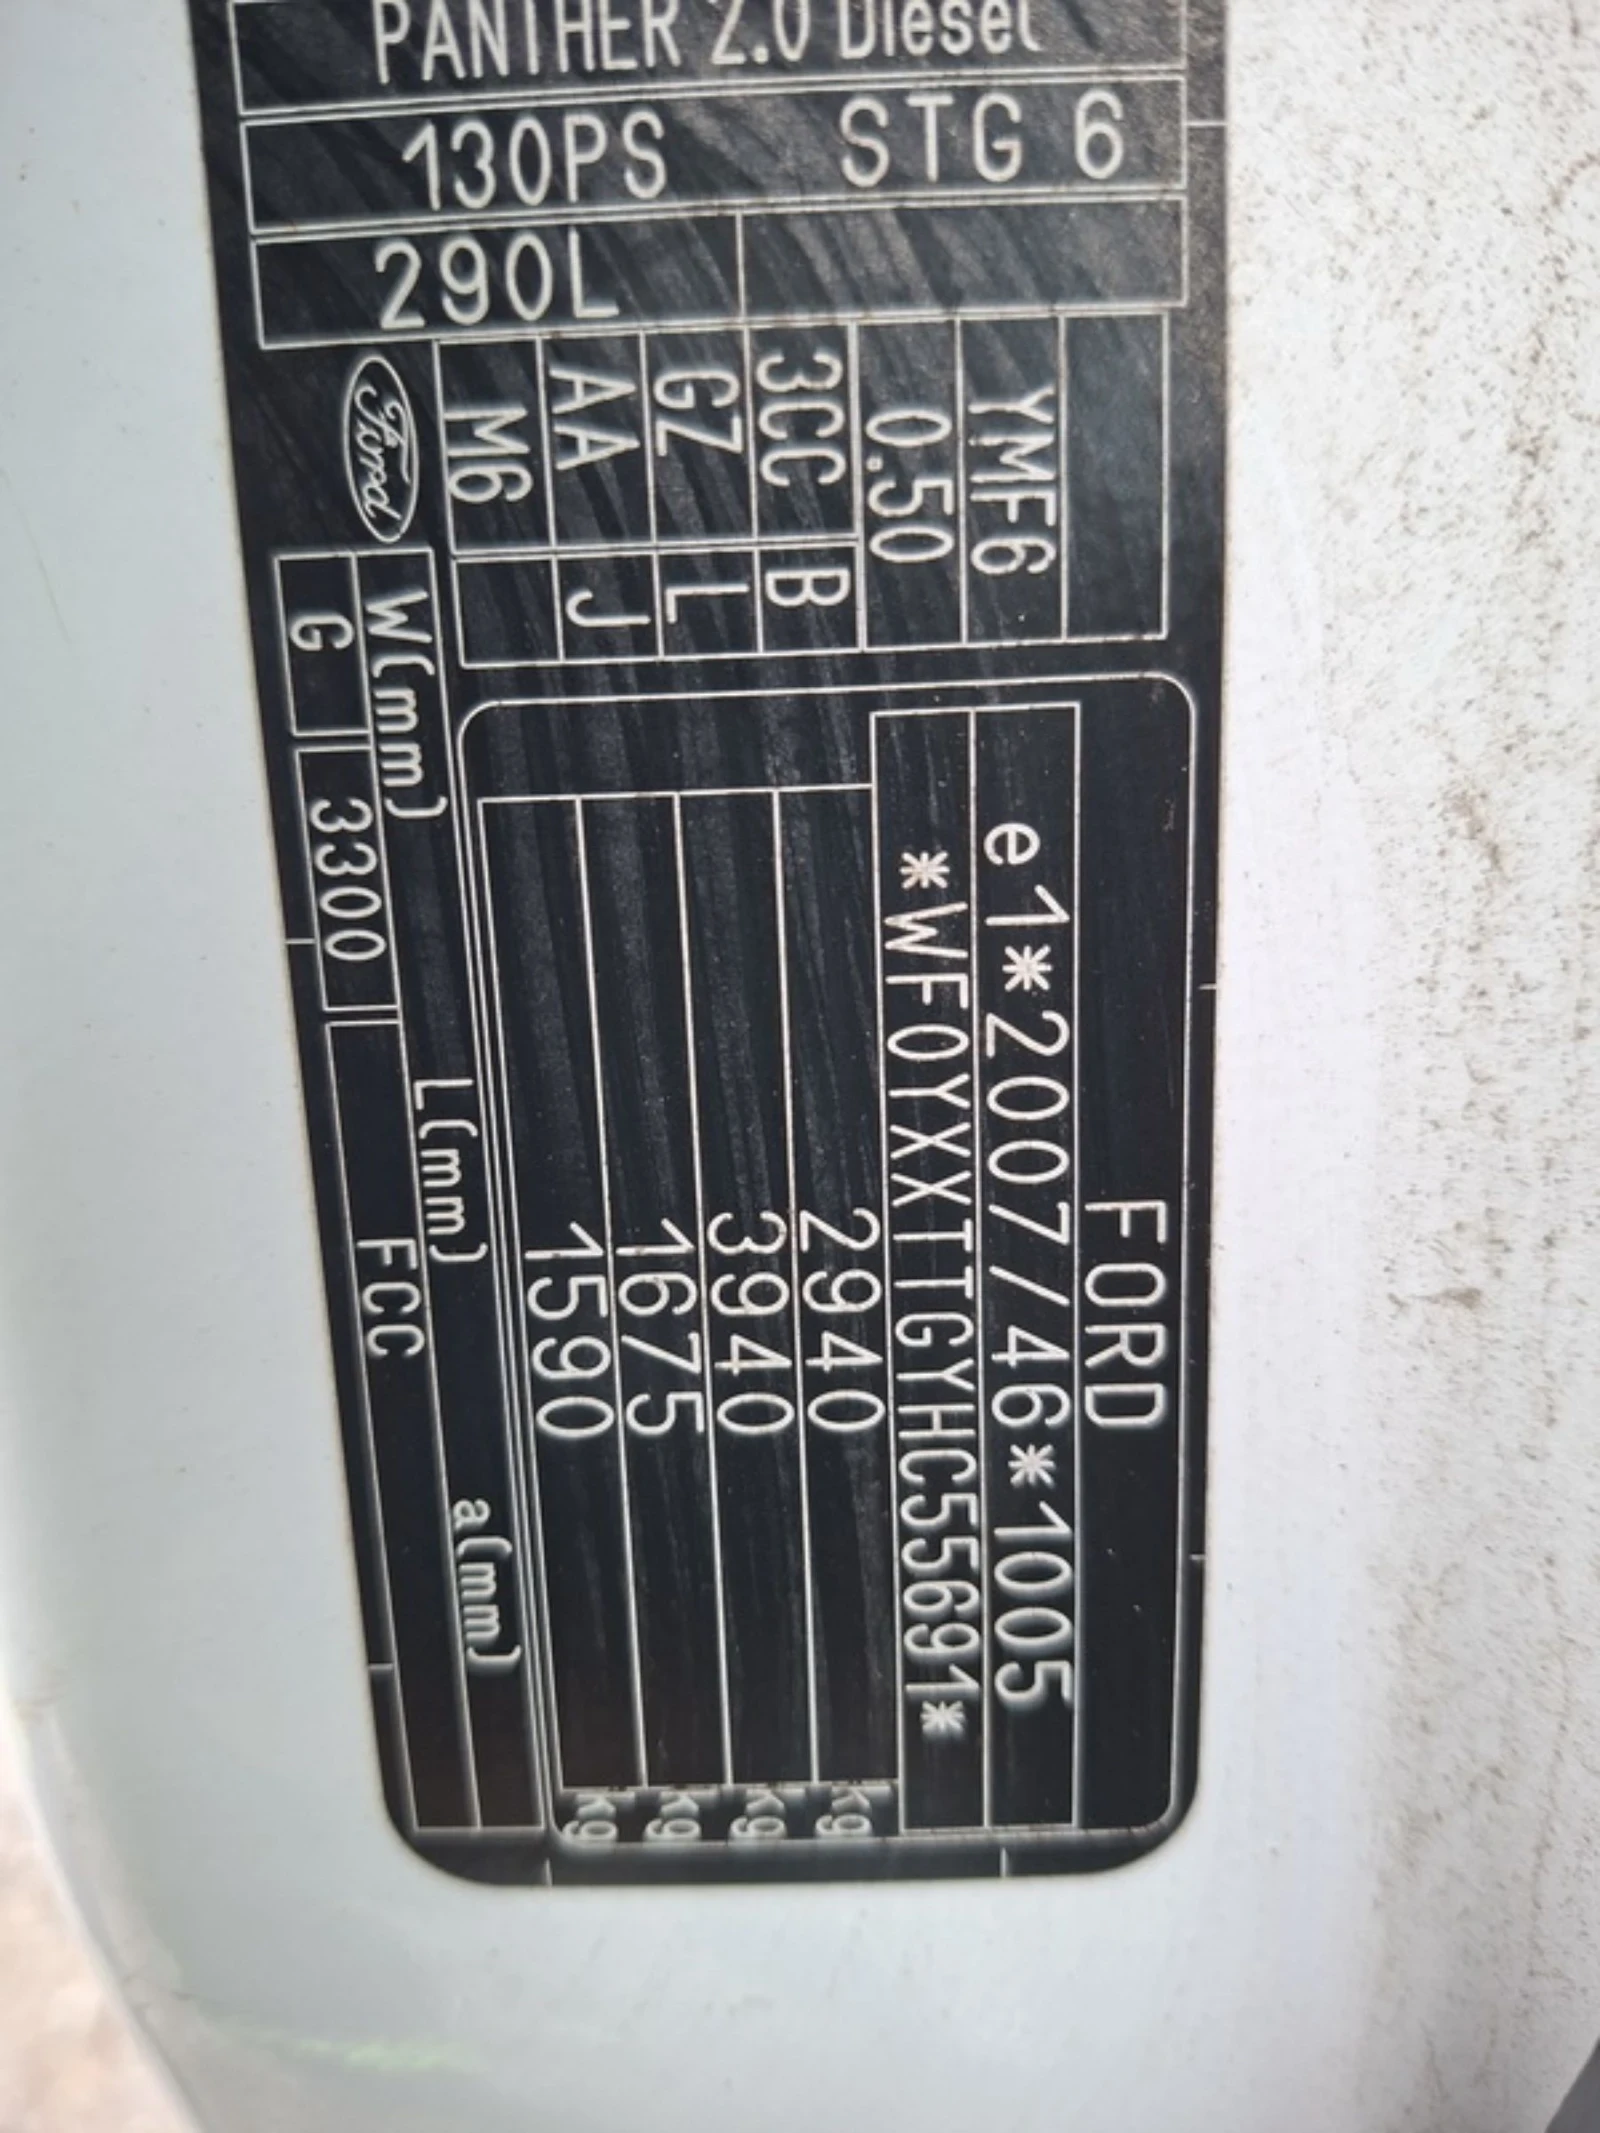 PANTHER 2.0 Diesel
130PS STG 6
290L
YMF6
0.50
3CC B
GZ L
AA J
M6
Ford
FORD
e1*2007/46*1005
*WF0YXXTTGYHC55691*
2940 kg
3940 kg
1675 kg
1590 kg
W(mm) L(mm) a(mm)
G 3300 FCC